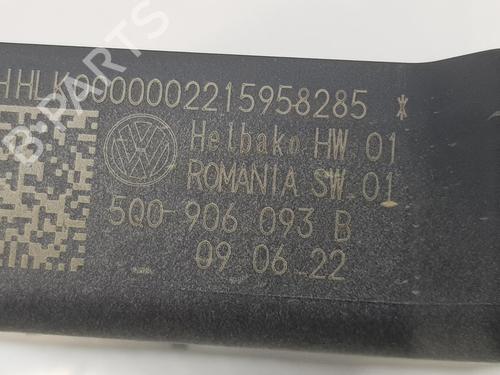 HHLK0000002215958285 *
Helbako HW 01
ROMANIA SW 01
5Q0-906 093 B
09.06.22